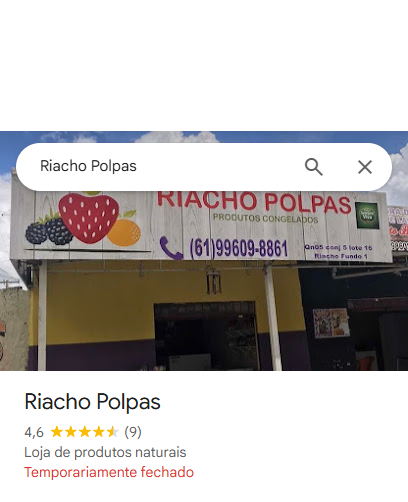 Riacho Polpas
RIACHO POLPAS
PRODUTOS CONGELADOS
(61)99609-8861
Qn05 conj 5 lote 16
Riacho Fundo 1
Riacho Polpas
4,6 (9)
Loja de produtos naturais
Temporariamente fechado